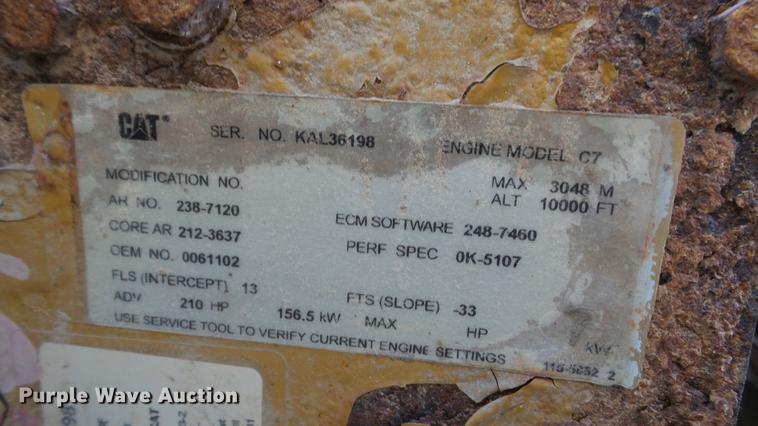 CAT SER. NO. KAL36198 ENGINE MODEL C7
MODIFICATION NO. MAX 3048 M
ALT 10000 FT
AR NO. 238-7120
ECM SOFTWARE 248-7460
CORE AR 212-3637
PERF SPEC 0K-5107
OEM NO. 0061102
FLS (INTERCEPT) 13 FTS (SLOPE) -33
ADV 210 HP 156.5 kW MAX HP kW
USE SERVICE TOOL TO VERIFY CURRENT ENGINE SETTINGS
2
Purple Wave Auction